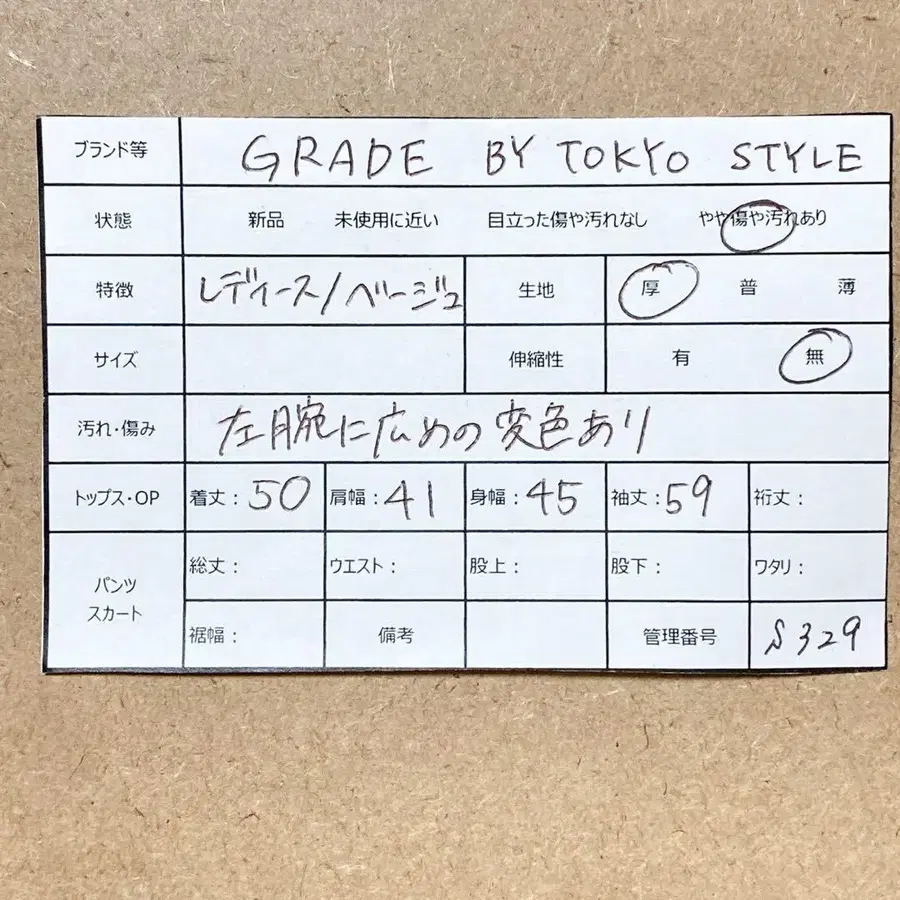 ブランド等 GRADE BY TOKYO STYLE
状態 新品 未使用に近い 目立った傷や汚れなし やや傷や汚れあり
特徴 レディース/ベージュ 生地 厚 普 薄
サイズ 伸縮性 有 無
汚れ・傷み 左腕に広めの変色あり
トップス・OP 着丈：50 肩幅：41 身幅：45 袖丈：59 裄丈：
パンツ スカート 総丈： ウエスト： 股上： 股下： ワタリ：
裾幅： 備考 管理番号 S329